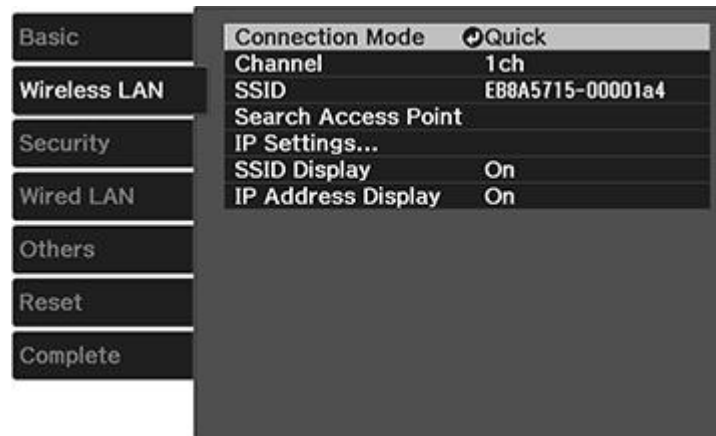 Basic
Wireless LAN
Security
Wired LAN
Others
Reset
Complete
Connection Mode Quick
Channel 1ch
SSID EB8A5715-00001a4
Search Access Point
IP Settings...
SSID Display On
IP Address Display On